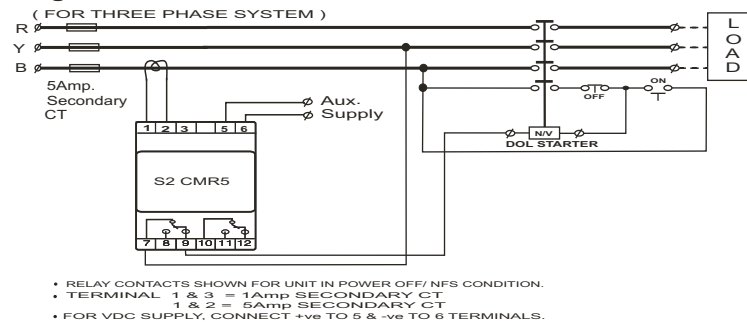 ( FOR THREE PHASE SYSTEM )
R
Y
B
L
O
A
D
5Amp.
Secondary
CT
Aux.
Supply
ON
OFF
N/V
DOL STARTER
1 2 3 5 6
S2 CMR5
7 8 9 10 11 12
• RELAY CONTACTS SHOWN FOR UNIT IN POWER OFF/ NFS CONDITION.
• TERMINAL 1 & 3 = 1Amp SECONDARY CT
1 & 2 = 5Amp SECONDARY CT
• FOR VDC SUPPLY, CONNECT +ve TO 5 & -ve TO 6 TERMINALS.